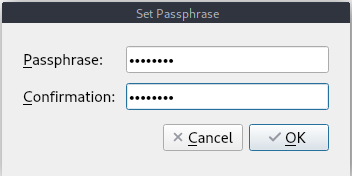 Set Passphrase
Passphrase: ••••••••
Confirmation: ••••••••
Cancel OK